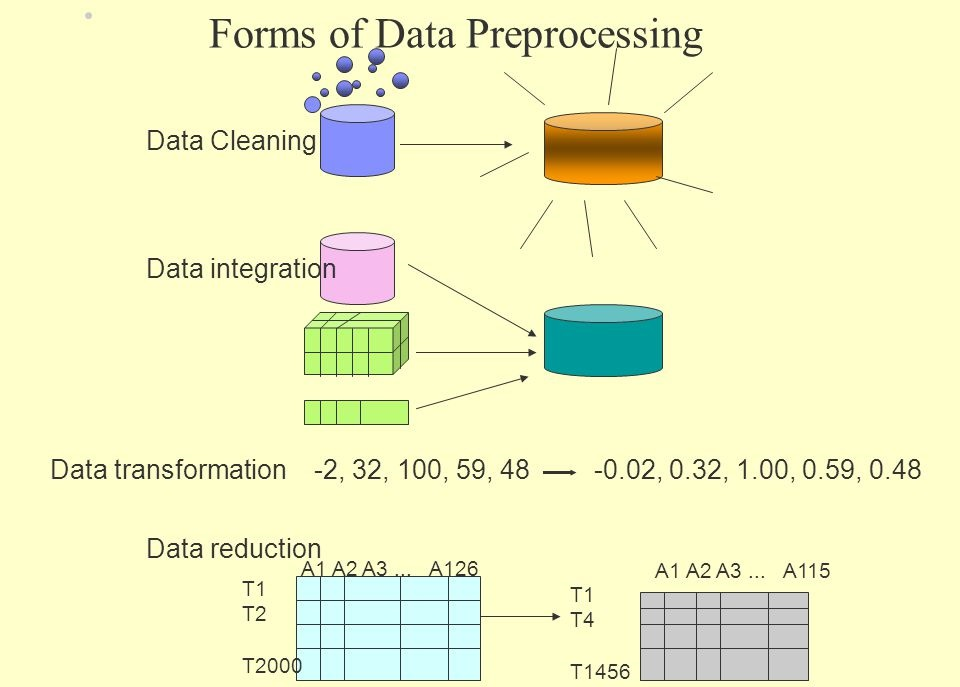 Forms of Data Preprocessing
Data Cleaning
Data integration
Data transformation -2, 32, 100, 59, 48 -0.02, 0.32, 1.00, 0.59, 0.48
Data reduction
A1 A2 A3 ... A126
T1
T2
T2000
A1 A2 A3 ... A115
T1
T4
T1456